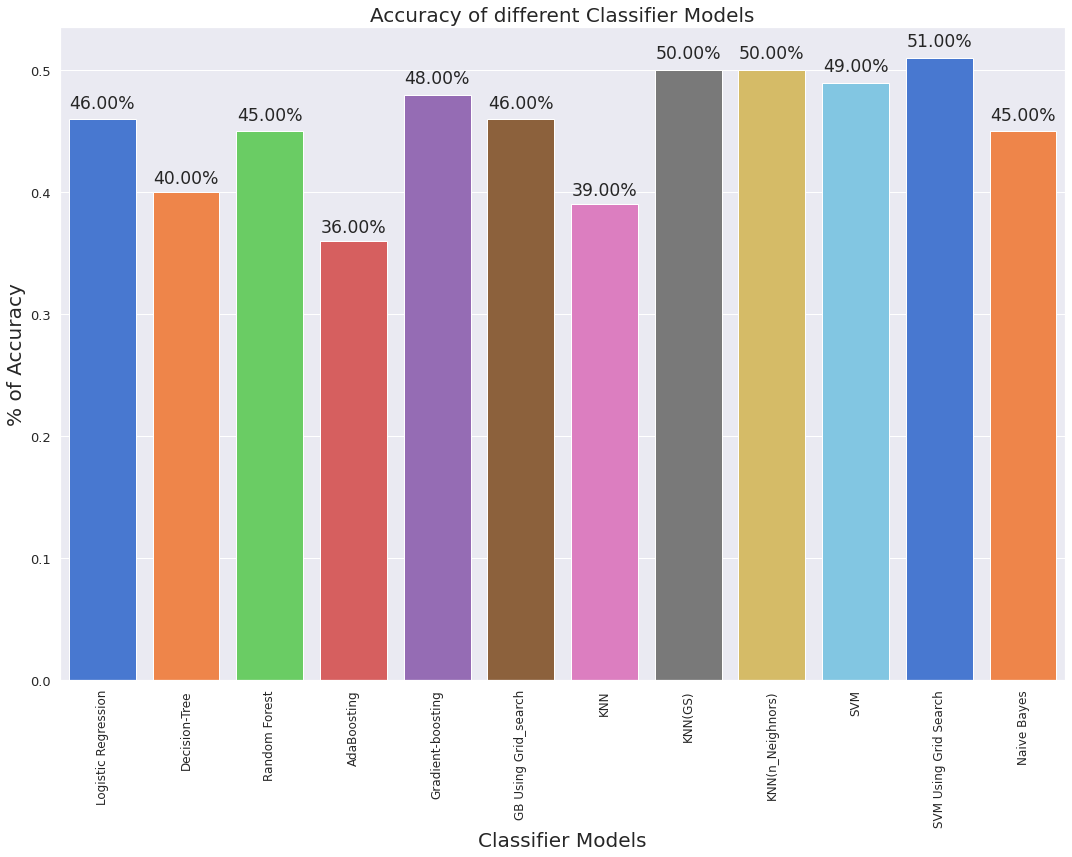 Accuracy of different Classifier Models
% of Accuracy
0.5
0.4
0.3
0.2
0.1
0.0
46.00%
40.00%
45.00%
36.00%
48.00%
46.00%
39.00%
50.00%
50.00%
49.00%
51.00%
45.00%
Logistic Regression
Decision-Tree
Random Forest
AdaBoosting
Gradient-boosting
GB Using Grid_search
KNN
KNN(GS)
KNN(n_Neighnors)
SVM
SVM Using Grid Search
Naive Bayes
Classifier Models